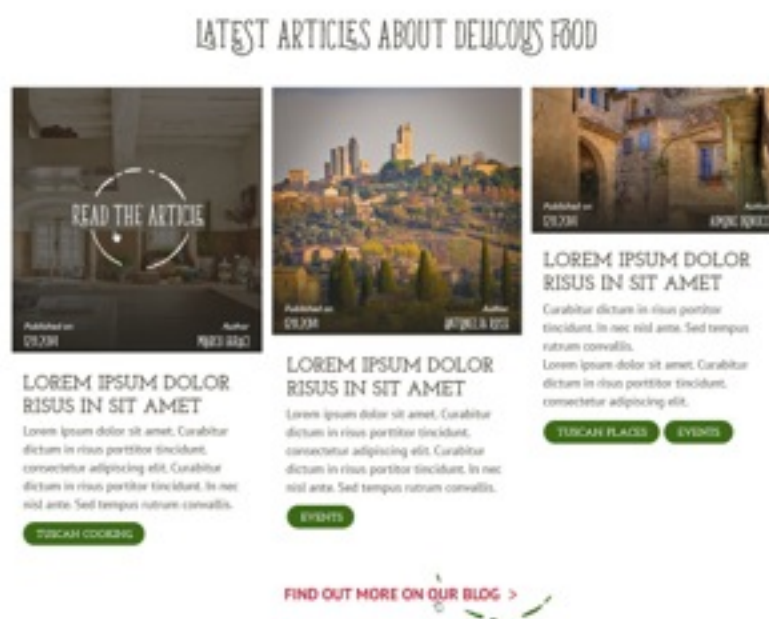 LATEST ARTICLES ABOUT DELICOUS FOOD
READ THE ARTICLE
Published on
Author
LOREM IPSUM DOLOR
RISUS IN SIT AMET
Lorem ipsum dolor sit amet. Curabitur
dictum in risus porttitor tincidunt.
consectetur adipiscing elit. Curabitur
dictum in risus portitor tincidunt. In nec
nisl ante. Sed tempus rutrum convallis.
TUSCAN COOKING
Published on
Author
LOREM IPSUM DOLOR
RISUS IN SIT AMET
Lorem ipsum dolor sit amet. Curabitur
dictum in risus porttitor tincidunt.
consectetur adipiscing elit. Curabitur
dictum in risus portitor tincidunt. In nec
nisl ante. Sed tempus rutrum convallis.
EVENTS
Published on
Author
LOREM IPSUM DOLOR
RISUS IN SIT AMET
Curabitur dictum in risus portitor
tincidunt. In nec nisl ante. Sed tempus
rutrum convallis.
Lorem ipsum dolor sit amet. Curabitur
dictum in risus porttitor tincidunt.
consectetur adipiscing elit.
TUSCAN PLACES
EVENTS
FIND OUT MORE ON OUR BLOG >